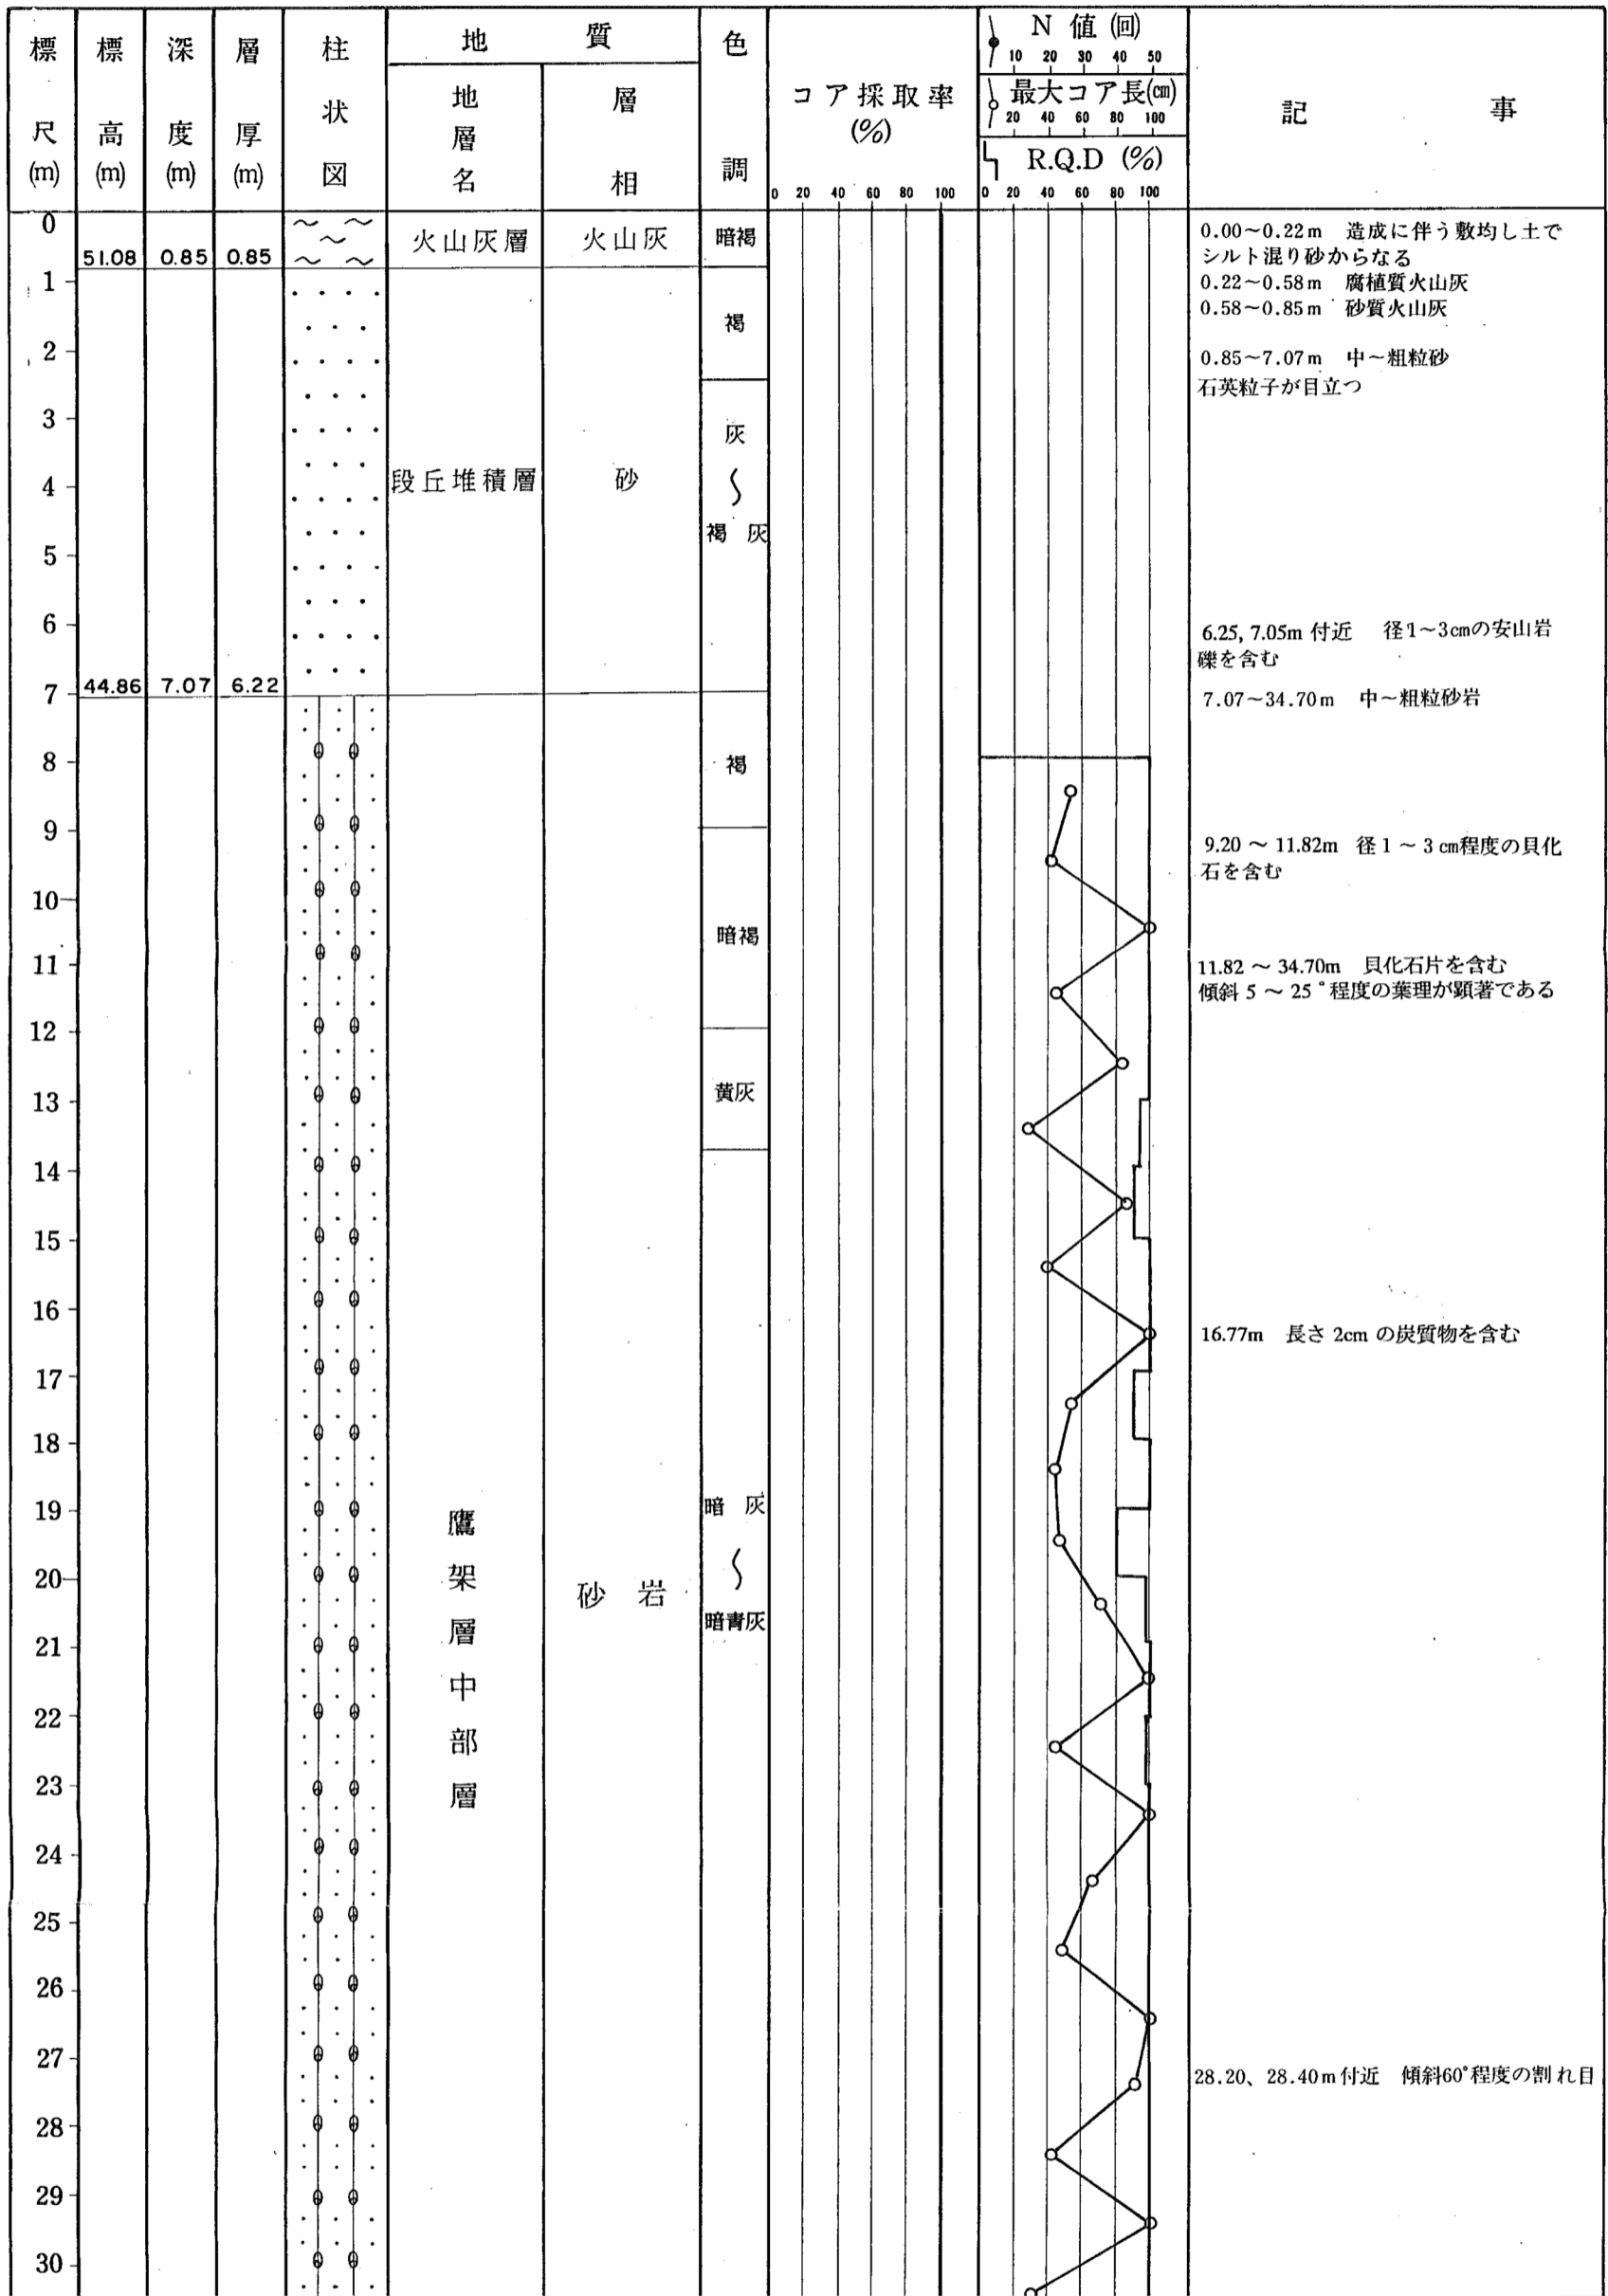 標尺(m)
標高(m)
深度(m)
層厚(m)
柱状図
地質
地層名
層相
色調
コア採取率
(%)
0 20 40 60 80 100
N 値 (回)
10 20 30 40 50
最大コア長(cm)
20 40 60 80 100
R.Q.D (%)
0 20 40 60 80 100
記事
0
51.08 0.85 0.85
火山灰層
火山灰
暗褐
0.00~0.22m 造成に伴う敷均し土で
シルト混り砂からなる
0.22~0.58m 腐植質火山灰
0.58~0.85m 砂質火山灰
1
褐
2
0.85~7.07m 中~粗粒砂
石英粒子が目立つ
3
灰
~
褐灰
4
段丘堆積層
砂
5
6
6.25, 7.05m 付近 径1~3cmの安山岩
礫を含む
7
44.86 7.07 6.22
7.07~34.70m 中~粗粒砂岩
8
褐
9
9.20 ~ 11.82m 径 1 ~ 3 cm程度の貝化
石を含む
10
暗褐
11
11.82 ~ 34.70m 貝化石片を含む
傾斜 5 ~ 25°程度の葉理が顕著である
12
13
黄灰
14
15
16
16.77m 長さ 2cm の炭質物を含む
17
18
19
暗灰
~
暗青灰
20
鷹架層中部層
砂岩
21
22
23
24
25
26
27
28.20、28.40m付近 傾斜60°程度の割れ目
28
29
30